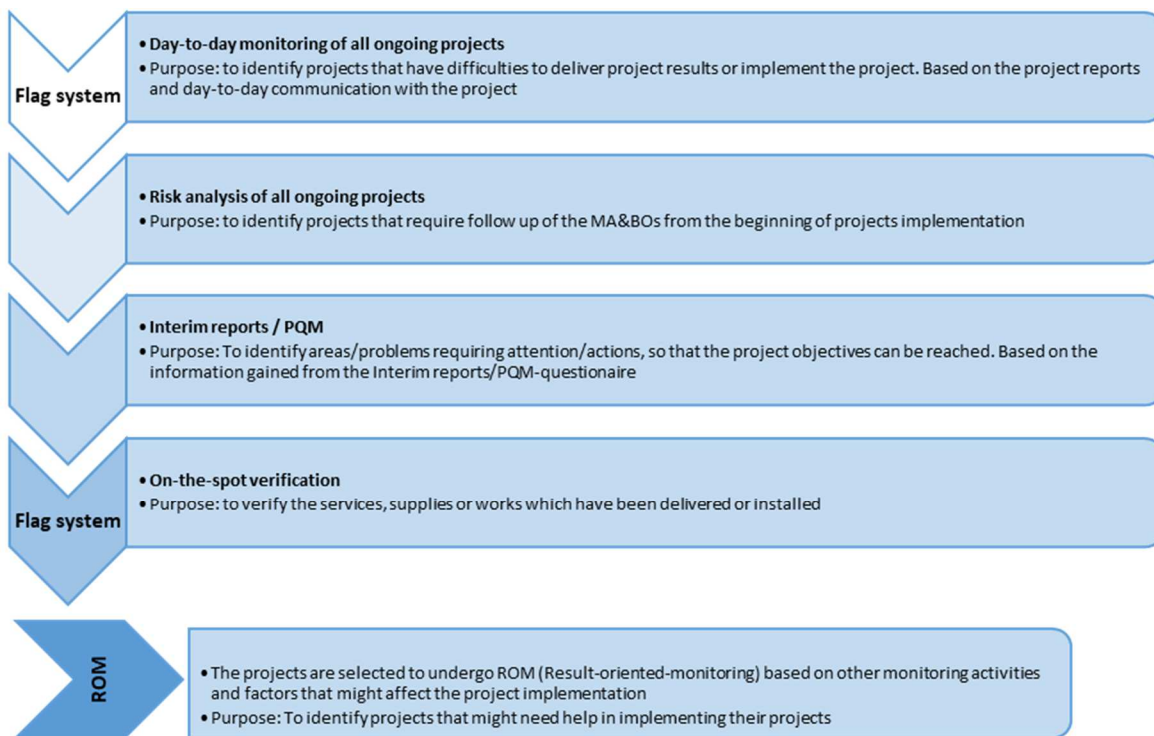 • Day-to-day monitoring of all ongoing projects
• Purpose: to identify projects that have difficulties to deliver project results or implement the project. Based on the project reports
and day-to-day communication with the project
Flag system
• Risk analysis of all ongoing projects
• Purpose: to identify projects that require follow up of the MA&BOs from the beginning of projects implementation
• Interim reports / PQM
• Purpose: To identify areas/problems requiring attention/actions, so that the project objectives can be reached. Based on the
information gained from the Interim reports/PQM-questionaire
• On-the-spot verification
• Purpose: to verify the services, supplies or works which have been delivered or installed
Flag system
ROM
• The projects are selected to undergo ROM (Result-oriented-monitoring) based on other monitoring activities
and factors that might affect the project implementation
• Purpose: To identify projects that might need help in implementing their projects